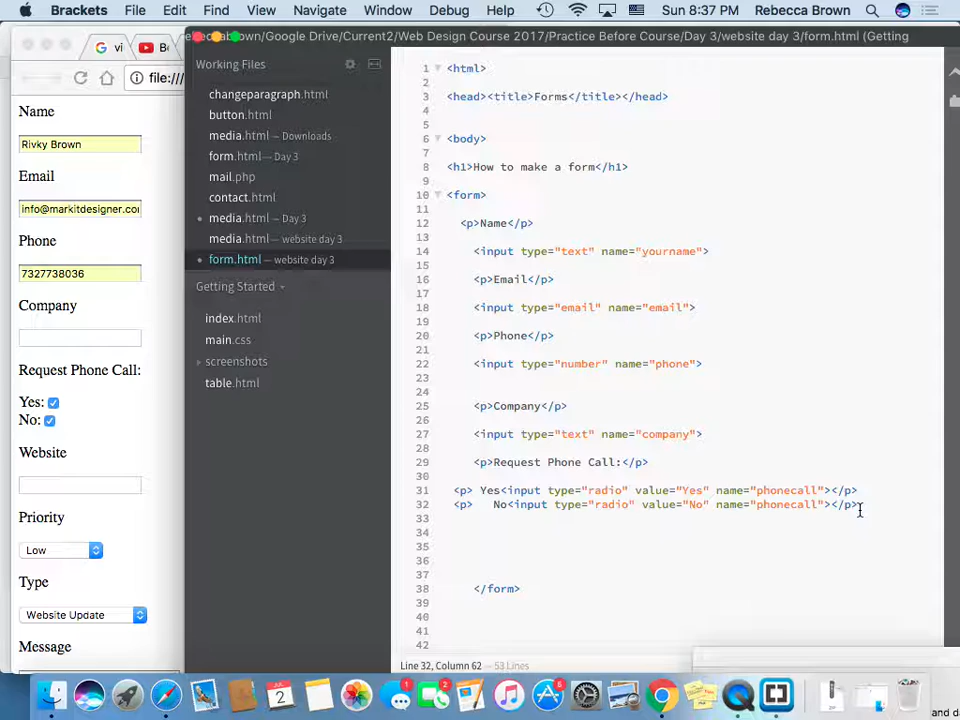 Brackets File Edit Find View Navigate Window Debug Help Sun 8:37 PM Rebecca Brown
/Google Drive/Current2/Web Design Course 2017/Practice Before Course/Day 3/website day 3/form.html (Getting
G vi Bo
file:///
Name
Rivky Brown
Email
info@markitdesigner.co
Phone
7327738036
Company
Request Phone Call:
Yes:
No:
Website
Priority
Low
Type
Website Update
Message
Working Files
changeparagraph.html
button.html
media.html — Downloads
form.html — Day 3
mail.php
contact.html
media.html — Day 3
media.html — website day 3
form.html — website day 3
Getting Started
index.html
main.css
screenshots
table.html
1 <html>
2
3 <head><title>Forms</title></head>
4
5
6 <body>
7
8 <h1>How to make a form</h1>
9
10 <form>
11
12 <p>Name</p>
13
14 <input type="text" name="yourname">
15
16 <p>Email</p>
17
18 <input type="email" name="email">
19
20 <p>Phone</p>
21
22 <input type="number" name="phone">
23
24
25 <p>Company</p>
26
27 <input type="text" name="company">
28
29 <p>Request Phone Call:</p>
30
31 <p> Yes<input type="radio" value="Yes" name="phonecall"></p>
32 <p> No<input type="radio" value="No" name="phonecall"></p>
33
34
35
36
37
38 </form>
39
40
41
42
Line 32, Column 62 — 53 Lines
2
and d